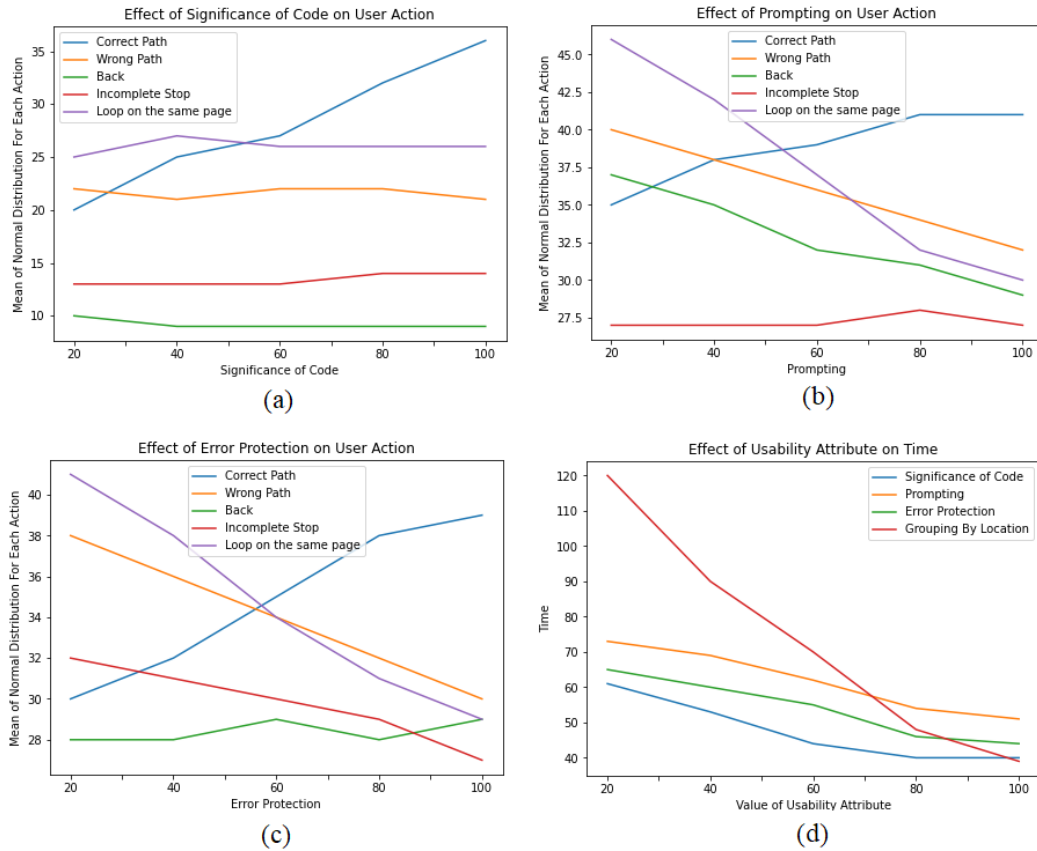 Effect of Significance of Code on User Action
Mean of Normal Distribution For Each Action
35
30
25
20
15
10
Correct Path
Wrong Path
Back
Incomplete Stop
Loop on the same page
20 40 60 80 100
Significance of Code
(a)
Effect of Prompting on User Action
Mean of Normal Distribution For Each Action
45.0
42.5
40.0
37.5
35.0
32.5
30.0
27.5
Correct Path
Wrong Path
Back
Incomplete Stop
Loop on the same page
20 40 60 80 100
Prompting
(b)
Effect of Error Protection on User Action
Mean of Normal Distribution For Each Action
40
38
36
34
32
30
28
Correct Path
Wrong Path
Back
Incomplete Stop
Loop on the same page
20 40 60 80 100
Error Protection
(c)
Effect of Usability Attribute on Time
Time
120
110
100
90
80
70
60
50
40
Significance of Code
Prompting
Error Protection
Grouping By Location
20 40 60 80 100
Value of Usability Attribute
(d)